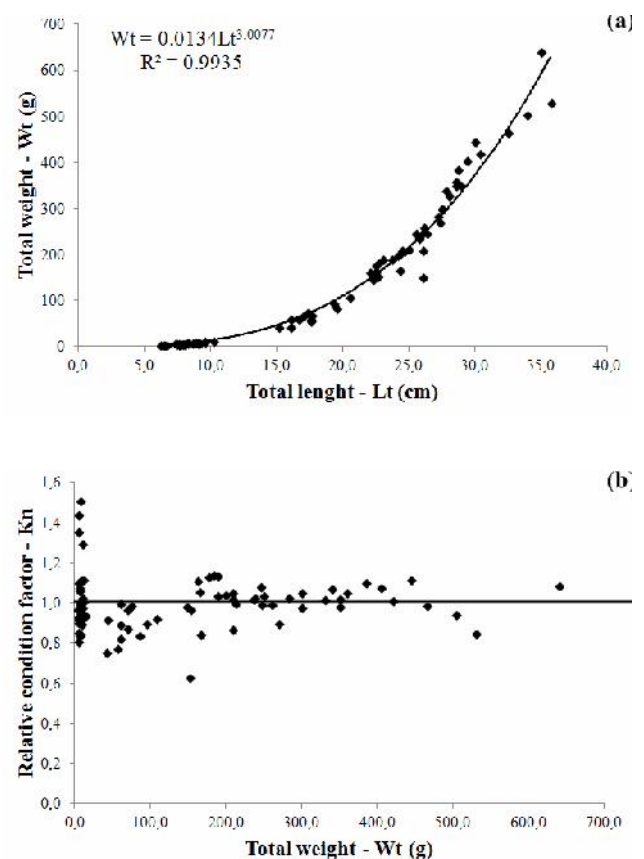 (a)
Wt = 0.0134Lt^3.0077
R² = 0.9935
Total weight - Wt (g)
700
600
500
400
300
200
100
0
0,0 5,0 10,0 15,0 20,0 25,0 30,0 35,0 40,0
Total lenght - Lt (cm)
(b)
Relative condition factor - Kn
1,6
1,4
1,2
1,0
0,8
0,6
0,4
0,2
0,0
0,0 100,0 200,0 300,0 400,0 500,0 600,0 700,0
Total weight - Wt (g)